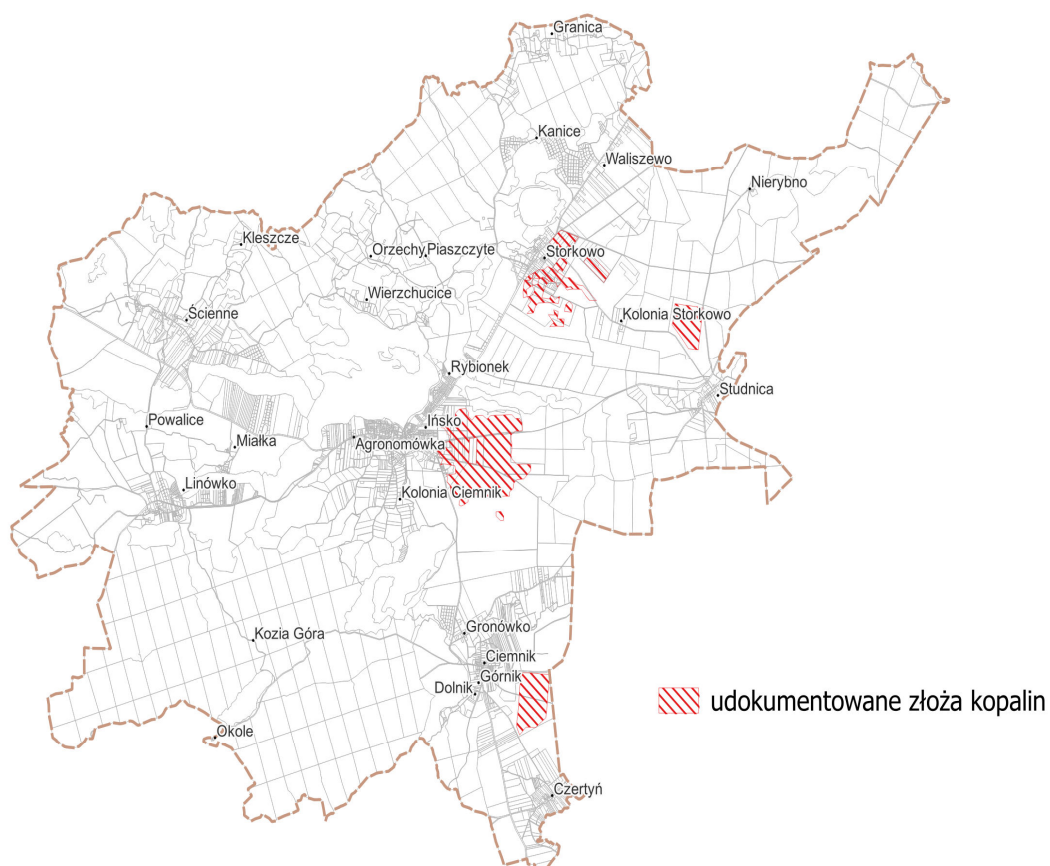 Granica
Kanice
Waliszewo
Nierybno
Kleszcze
Orzechy
Piaszczyte
Storkowo
Wierzchucice
Ścienne
Kolonia Storkowo
Rybionek
Studnica
Powalice
Ińsko
Miałka
Agronomówka
Linówko
Kolonia Ciemnik
Kozia Góra
Gronówko
Ciemnik
Górnik
Dolnik
udokumentowane złoża kopalin
Okole
Czertyń